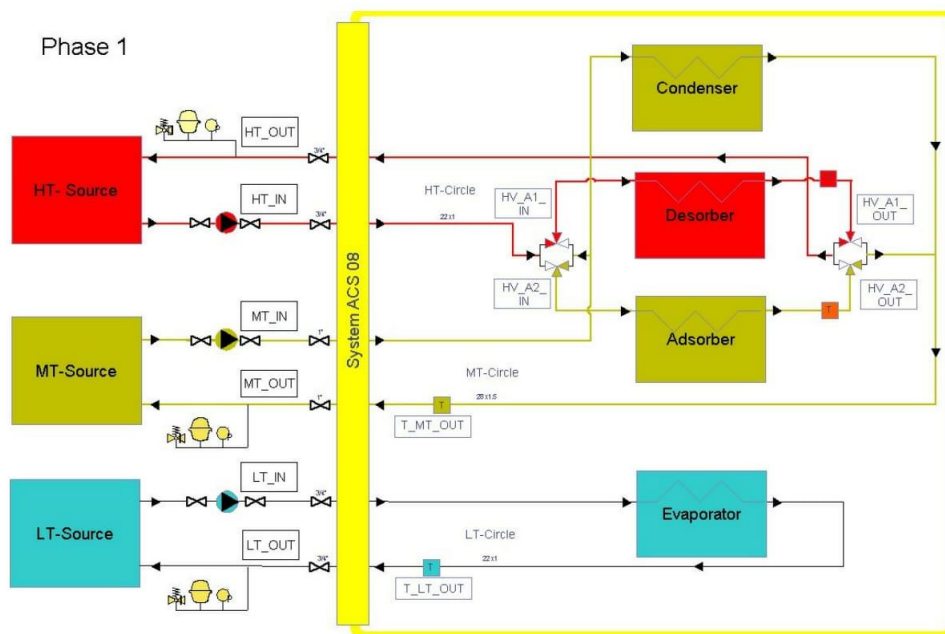 Phase 1
HT_OUT
3/4"
HT- Source
HT_IN
3/4"
HT-Circle
22x1
Condenser
HV_A1_
IN
Desorber
HV_A1_
OUT
HV_A2_
IN
HV_A2_
OUT
Adsorber
T
System ACS 08
MT-Source
MT_IN
1"
MT_OUT
1"
MT-Circle
28x1.5
T
T_MT_OUT
LT-Source
LT_IN
3/4"
LT_OUT
3/4"
Evaporator
LT-Circle
22x1
T
T_LT_OUT